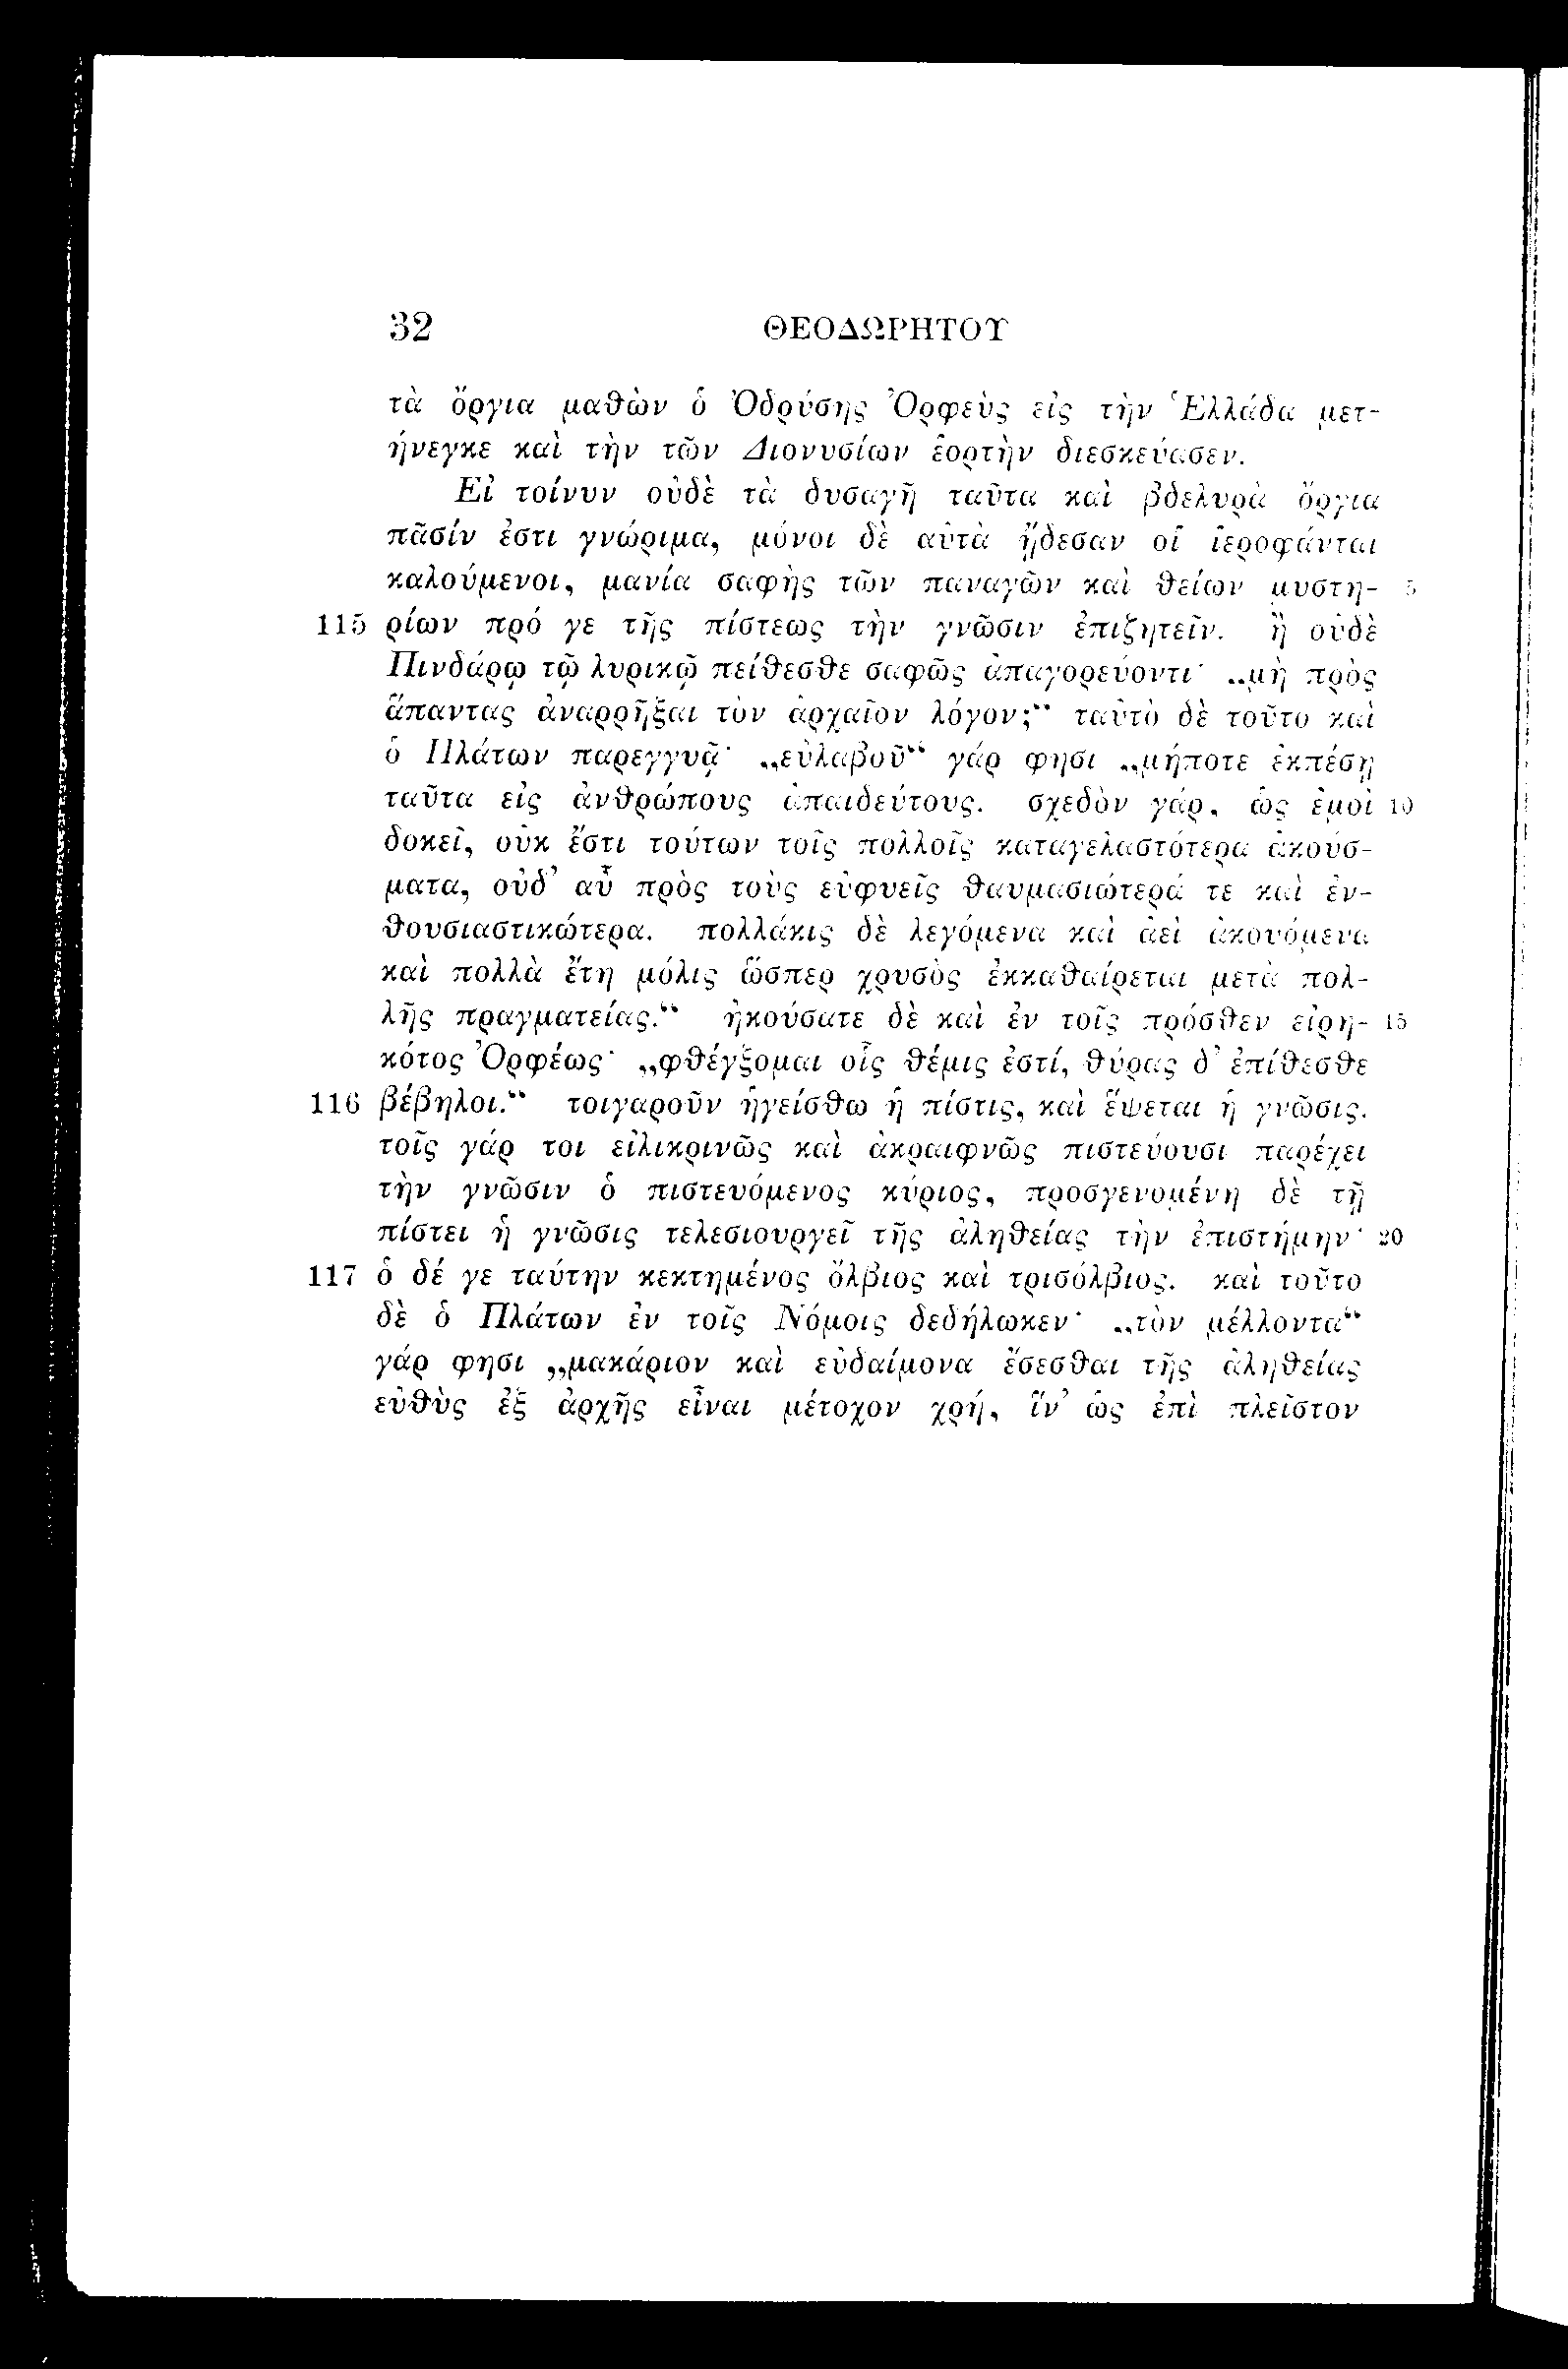 32 ΘΕΟΔΩΡΗΤΟΥ
τὰ ὄργια μαθὼν ὁ Ὀδρύσης Ὀρφεὺς εἰς τὴν Ἑλλάδα μετ-
ήνεγκε καὶ τὴν τῶν Διονυσίων ἑορτὴν διεσκεύασεν.
Εἰ τοίνυν οὐδὲ τὰ δυσαγῆ ταῦτα καὶ βδελυρὰ ὄργια
πᾶσίν ἐστι γνώριμα, μόνοι δὲ αὐτὰ ᾔδεσαν οἱ ἱεροφάνται
καλούμενοι, μανία σαφὴς τῶν παναγῶν καὶ θείων μυστη- 5
115 ρίων πρό γε τῆς πίστεως τὴν γνῶσιν ἐπιζητεῖν. ἢ οὐδὲ
Πινδάρῳ τῷ λυρικῷ πείθεσθε σαφῶς ἀπαγορεύοντι· „μὴ πρὸς
ἅπαντας ἀναρρῆξαι τὸν ἀρχαῖον λόγον;“ ταὐτὸ δὲ τοῦτο καὶ
ὁ Πλάτων παρεγγυᾷ· „εὐλαβοῦ“ γάρ φησι „μήποτε ἐκπέσῃ
ταῦτα εἰς ἀνθρώπους ἀπαιδεύτους. σχεδὸν γάρ, ὡς ἐμοὶ 10
δοκεῖ, οὐκ ἔστι τούτων τοῖς πολλοῖς καταγελαστότερα ἀκούσ-
ματα, οὐδ’ αὖ πρὸς τοὺς εὐφυεῖς θαυμασιώτερά τε καὶ ἐν-
θουσιαστικώτερα. πολλάκις δὲ λεγόμενα καὶ ἀεὶ ἀκουόμενα
καὶ πολλὰ ἔτη μόλις ὥσπερ χρυσὸς ἐκκαθαίρεται μετὰ πολ-
λῆς πραγματείας.“ ἠκούσατε δὲ καὶ ἐν τοῖς πρόσθεν εἰρη- 15
κότος Ὀρφέως· „φθέγξομαι οἷς θέμις ἐστί, θύρας δ’ ἐπίθεσθε
116 βέβηλοι.“ τοιγαροῦν ἡγείσθω ἡ πίστις, καὶ ἕψεται ἡ γνῶσις.
τοῖς γάρ τοι εἰλικρινῶς καὶ ἀκραιφνῶς πιστεύουσι παρέχει
τὴν γνῶσιν ὁ πιστευόμενος κύριος, προσγενομένη δὲ τῇ
πίστει ἡ γνῶσις τελεσιουργεῖ τῆς ἀληθείας τὴν ἐπιστήμην· 20
117 ὁ δέ γε ταύτην κεκτημένος ὄλβιος καὶ τρισόλβιος. καὶ τοῦτο
δὲ ὁ Πλάτων ἐν τοῖς Νόμοις δεδήλωκεν· „τὸν μέλλοντα“
γάρ φησι „μακάριον καὶ εὐδαίμονα ἔσεσθαι τῆς ἀληθείας
εὐθὺς ἐξ ἀρχῆς εἶναι μέτοχον χρή, ἵν’ ὡς ἐπὶ πλεῖστον